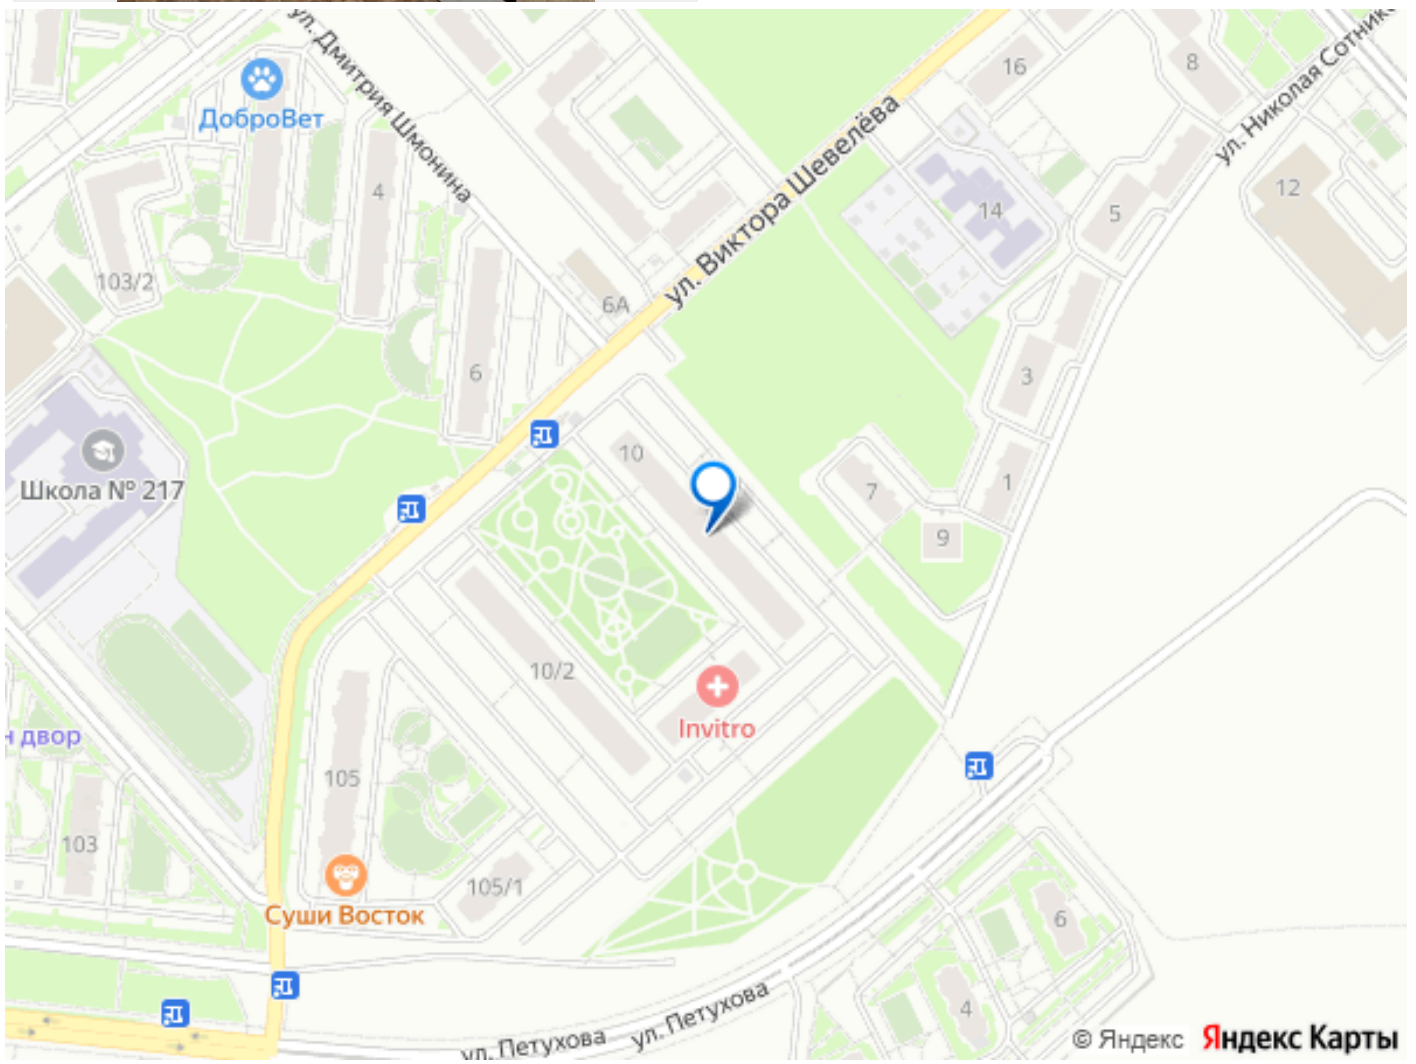 ул. Дмитрия Шмонина
ДоброВет
4
103/2
6А
6
ул. Виктора Шевелёва
16
8
ул. Николая Сотник
14
5
12
3
1
7
9
Школа № 217
10
10/2
Invitro
н двор
103
105
105/1
Суши Восток
6
4
ул. Петухова
ул. Петухова
© Яндекс Яндекс Карты